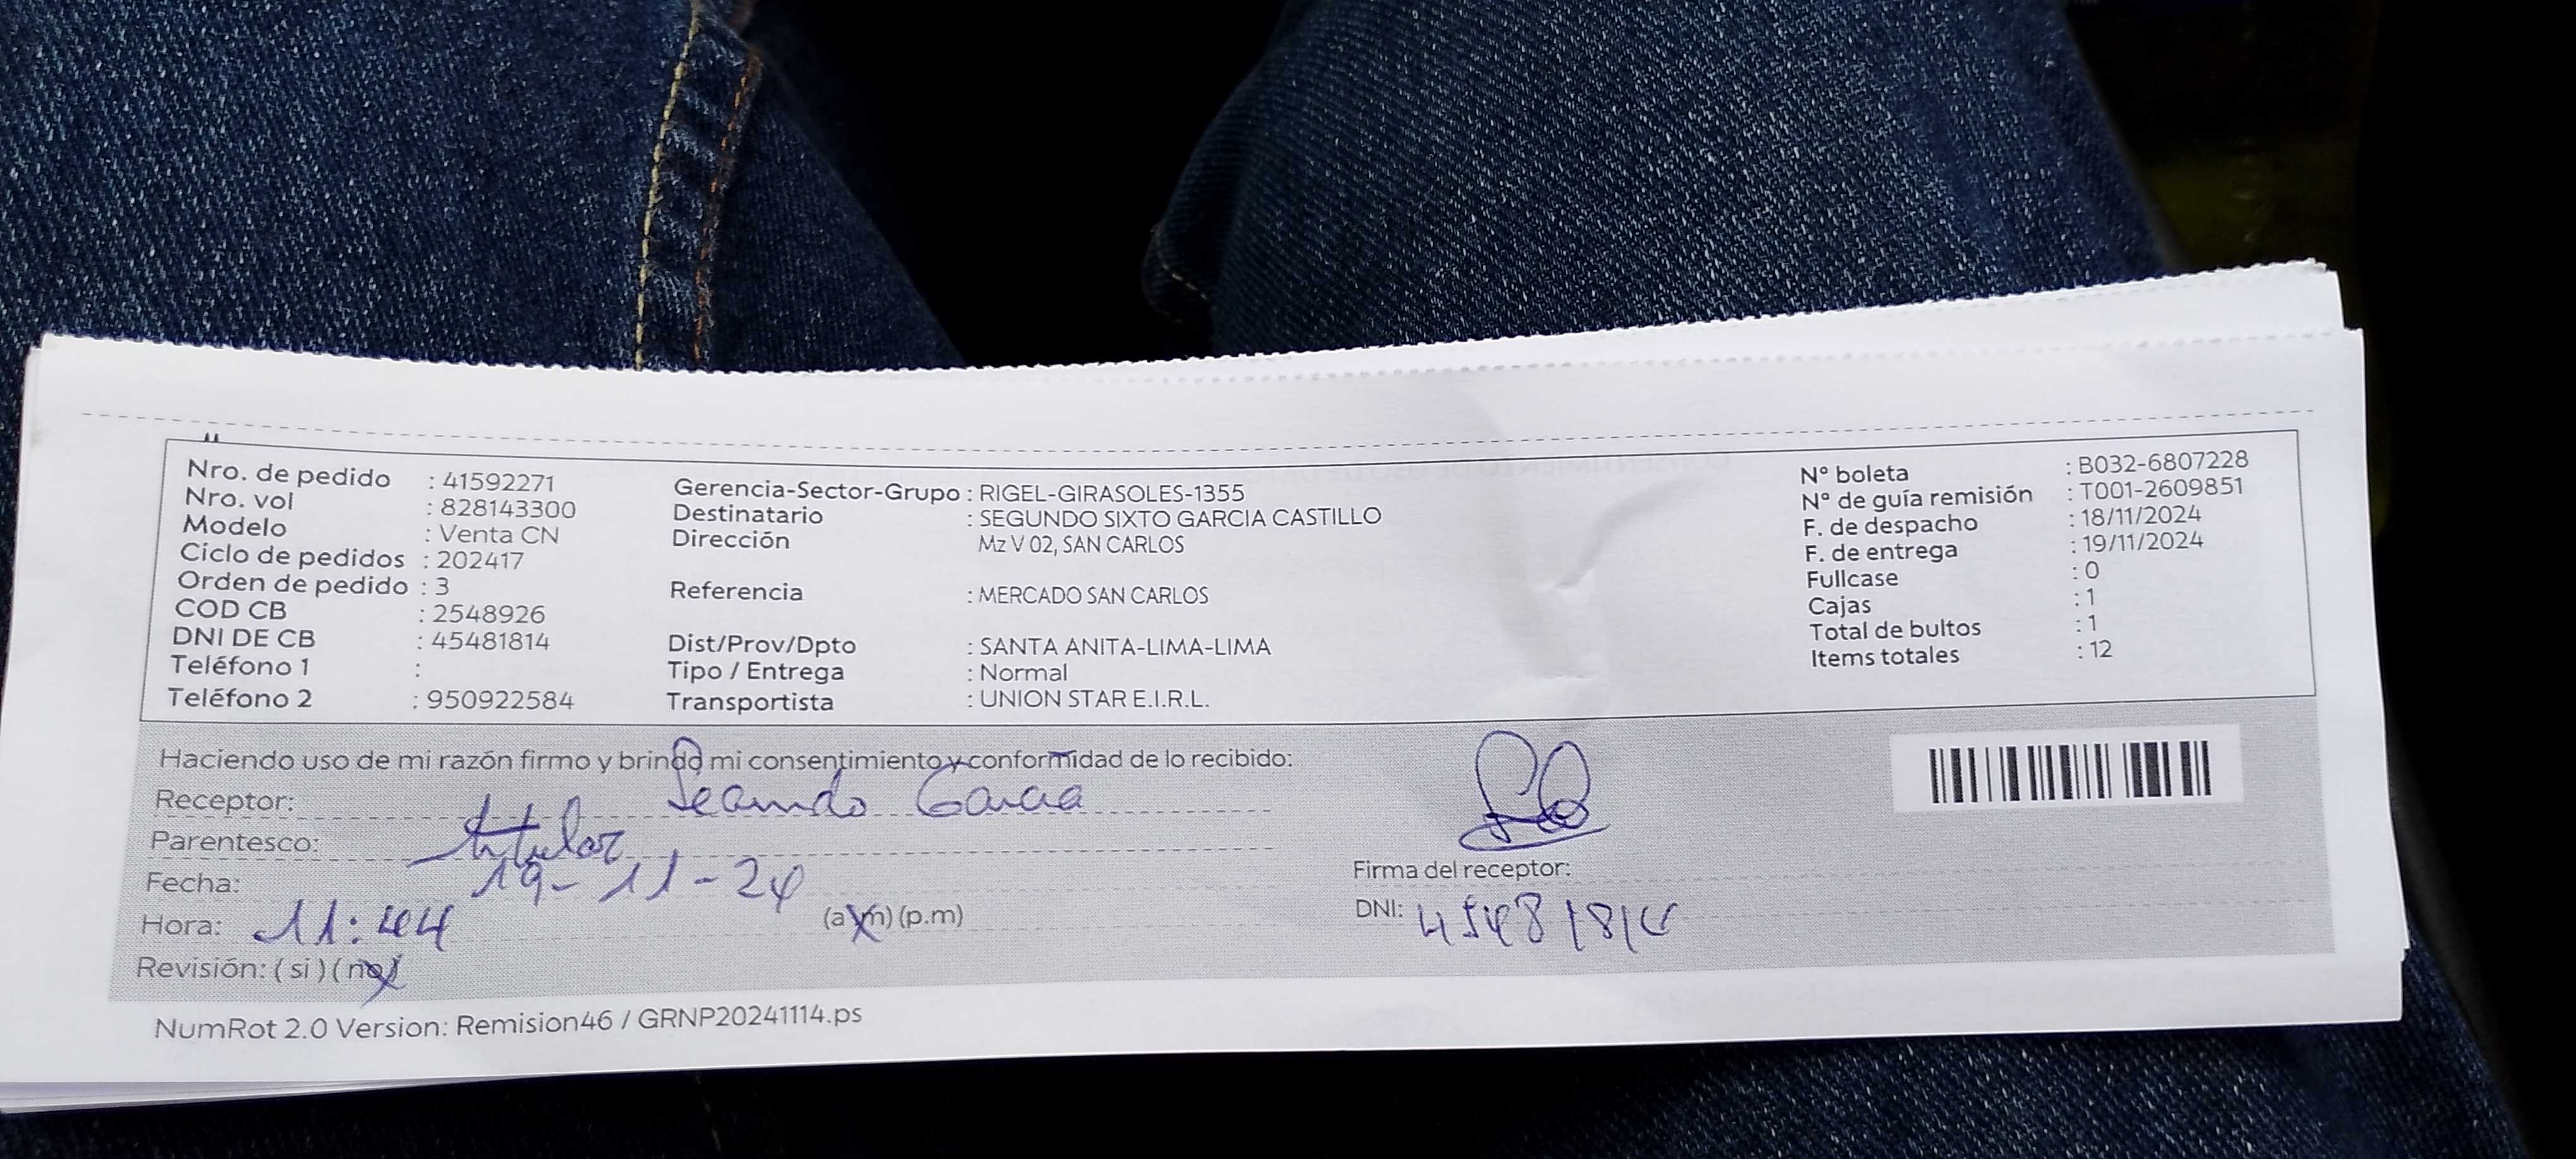 Nro. de pedido : 41592271
Nro. vol : 828143300
Modelo : Venta CN
Ciclo de pedidos : 202417
Orden de pedido : 3
COD CB : 2548926
DNI DE CB : 45481814
Teléfono 1 :
Teléfono 2 : 950922584
Gerencia-Sector-Grupo : RIGEL-GIRASOLES-1355
Destinatario : SEGUNDO SIXTO GARCIA CASTILLO
Dirección Mz V 02, SAN CARLOS
Referencia : MERCADO SAN CARLOS
Dist/Prov/Dpto : SANTA ANITA-LIMA-LIMA
Tipo / Entrega : Normal
Transportista : UNION STAR E.I.R.L.
N° boleta : B032-6807228
N° de guía remisión : T001-2609851
F. de despacho : 18/11/2024
F. de entrega : 19/11/2024
Fullcase : 0
Cajas : 1
Total de bultos : 1
Items totales : 12
Haciendo uso de mi razón firmo y brindo mi consentimiento y conformidad de lo recibido:
Receptor: Segundo Garcia
Parentesco: titular
Fecha: 19-11-24
Hora: 11:44 (a.m) (p.m)
Revisión: ( si ) ( no )
Firma del receptor:
DNI: 45481814
NumRot 2.0 Version: Remision46 / GRNP20241114.ps